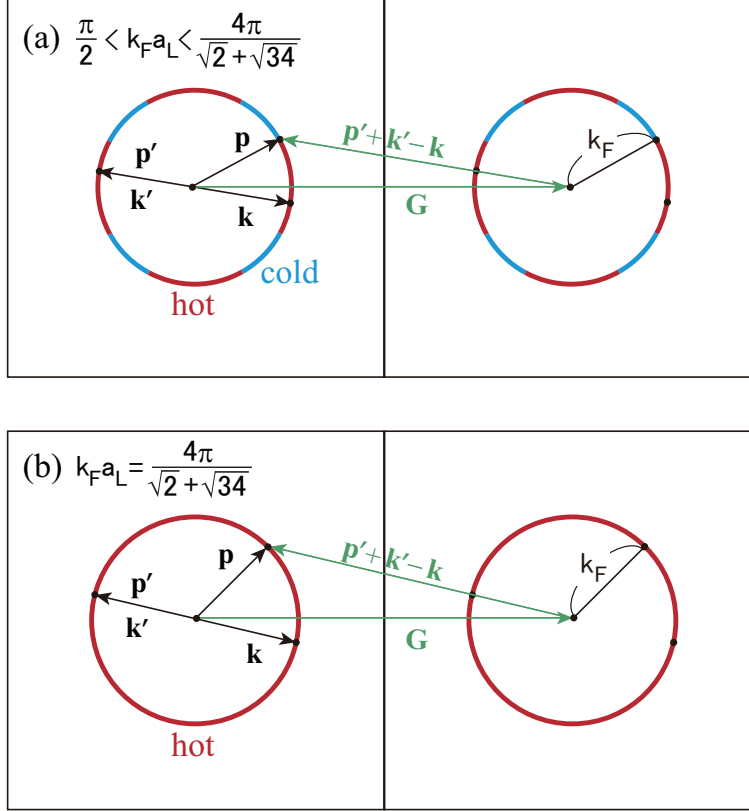 (a) π/2 < k_F a_L < 4π/(√2 + √34)
p′ + k′ − k
p
p′
k_F
k′
k
G
cold
hot
(b) k_F a_L = 4π/(√2 + √34)
p′ + k′ − k
p
k_F
p′
k′
k
G
hot